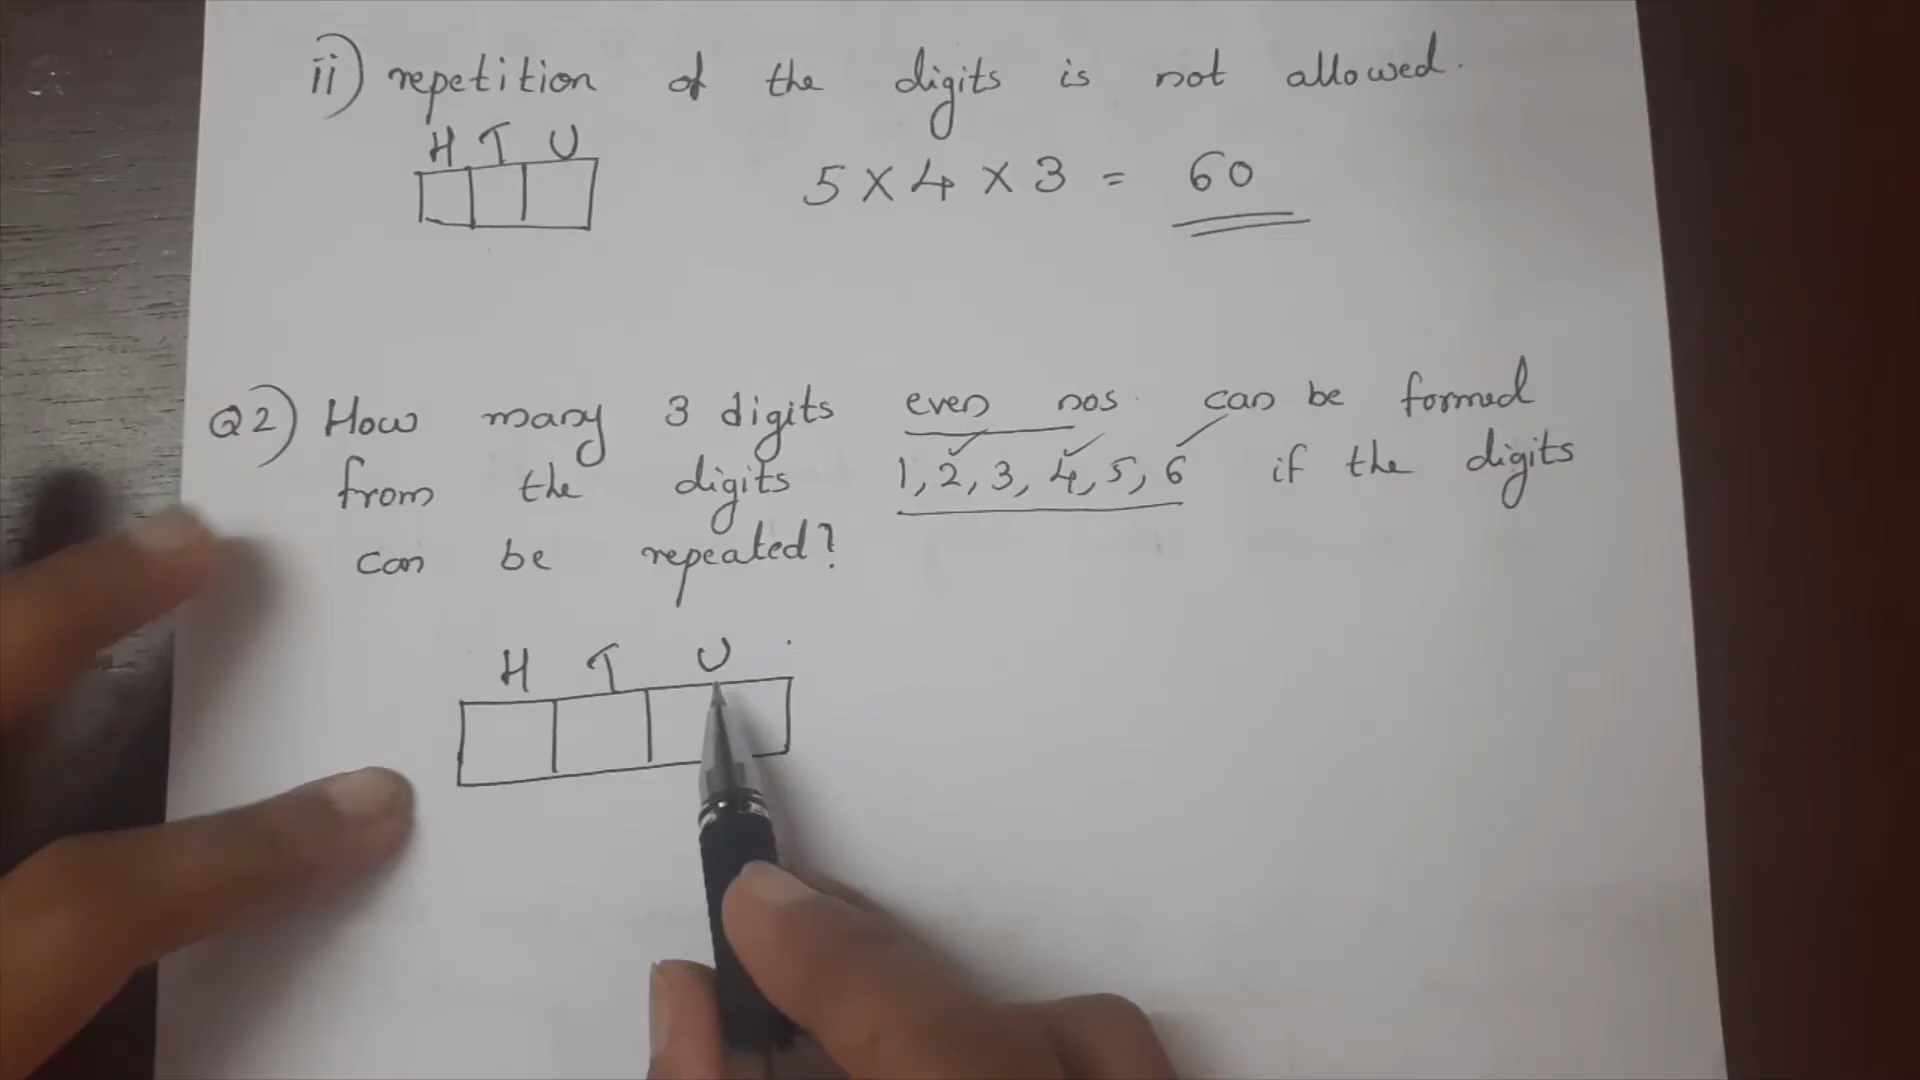 ii) repetition of the digits is not allowed.
H T U
5 X 4 X 3 = 60
Q2) How many 3 digits even nos. can be formed
from the digits 1, 2, 3, 4, 5, 6 if the digits
can be repeated?
H T U